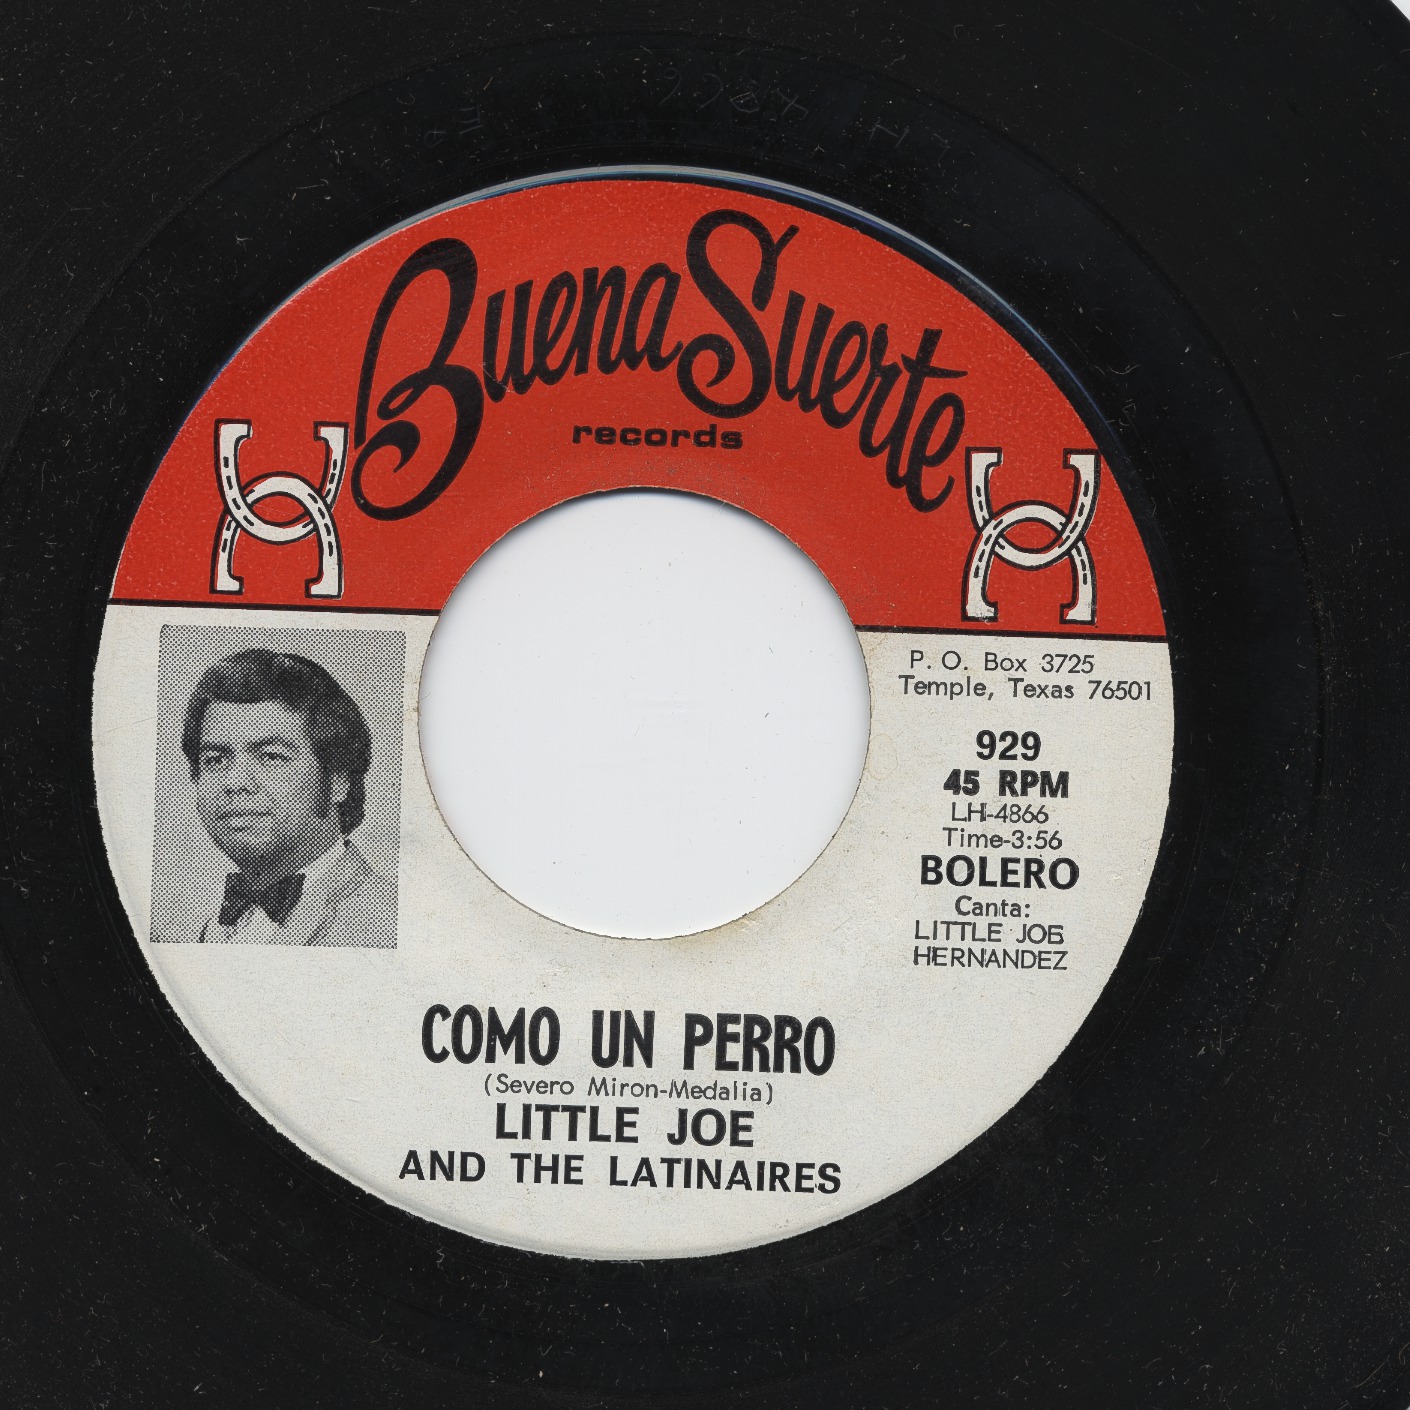 Buena Suerte
records
P. O. Box 3725
Temple, Texas 76501
929
45 RPM
LH-4866
Time-3:56
BOLERO
Canta:
LITTLE JOE
HERNANDEZ
COMO UN PERRO
(Severo Miron-Medalia)
LITTLE JOE
AND THE LATINAIRES